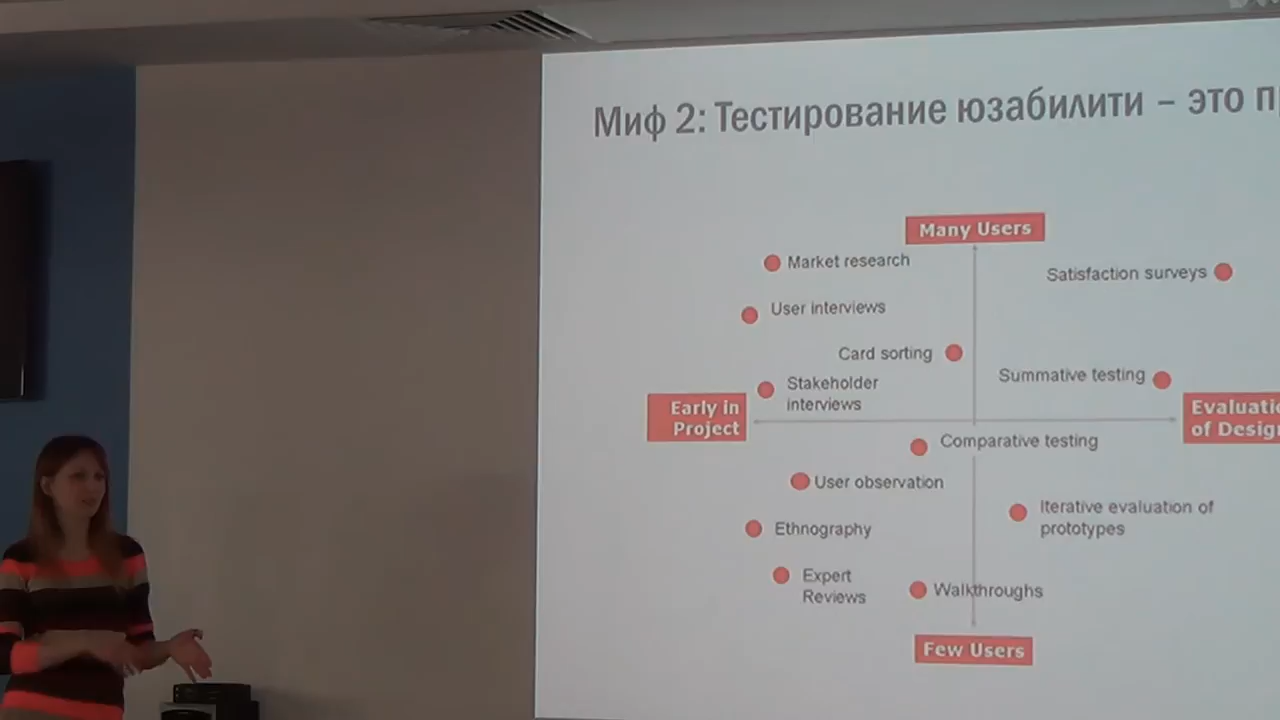 Миф 2: Тестирование юзабилити – это п
Many Users
Market research
Satisfaction surveys
User interviews
Card sorting
Summative testing
Stakeholder
interviews
Early in
Project
Evaluatio
of Design
Comparative testing
User observation
Iterative evaluation of
prototypes
Ethnography
Expert
Reviews
Walkthroughs
Few Users